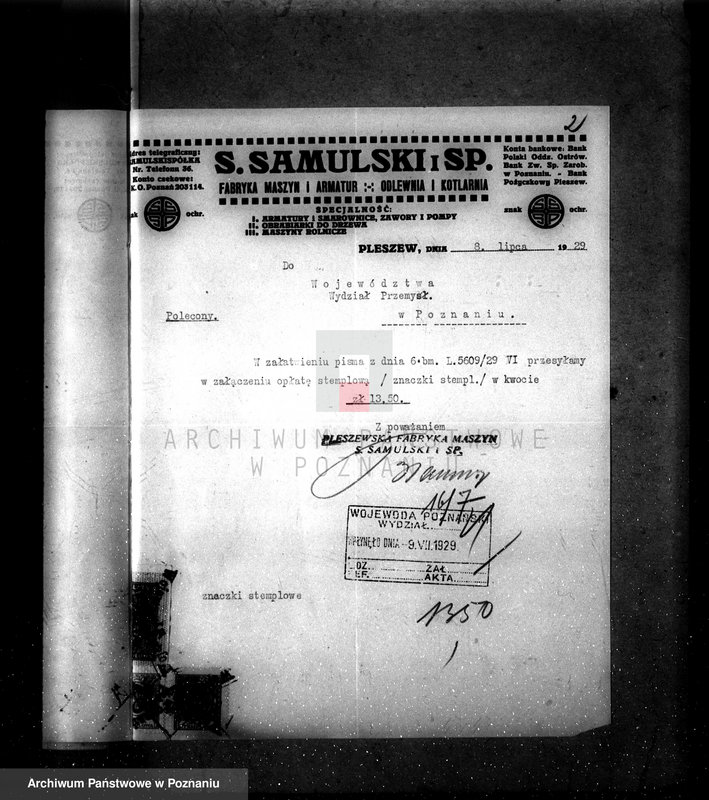 2
Adres telegraficzny:
SAMULSKISPÓŁKA
Nr. Telefonu 36.
Konto czekowe:
P.K.O. Poznań 203114.
S. SAMULSKI I SP.
FABRYKA MASZYN I ARMATUR :-: ODLEWNIA I KOTLARNIA
Konta bankowe: Bank
Polski Oddz. Ostrów.
Bank Zw. Sp. Zarob.
w Poznaniu. - Bank
Pożyczkowy Pleszew.
ochr.
znak ochr.
SPECJALNOŚĆ:
I. ARMATURY I SMAROWNICE, ZAWORY I POMPY
II. OBRABIARKI DO DRZEWA
III. MASZYNY ROLNICZE
PLESZEW, DNIA 8. lipca 1929
Do
Województwa
Wydział Przemysł.
Polecony.
w Poznaniu.
W załatwieniu pisma z dnia 6.bm. L.5609/29 VI przesyłamy
w załączeniu opłatę stemplową / znaczki stempl./ w kwocie
zł 13,50.
Z poważaniem
PLESZEWSKA FABRYKA MASZYN
S. SAMULSKI I SP.
16/7
WOJEWODA POZNAŃSKI
WYDZIAŁ
WPŁYNĘŁO DNIA -9.VII.1929.
ZAŁ.
AKTA
znaczki stemplowe
1350
ARCHIWUM PAŃSTWOWE
W POZNANIU
Archiwum Państwowe w Poznaniu